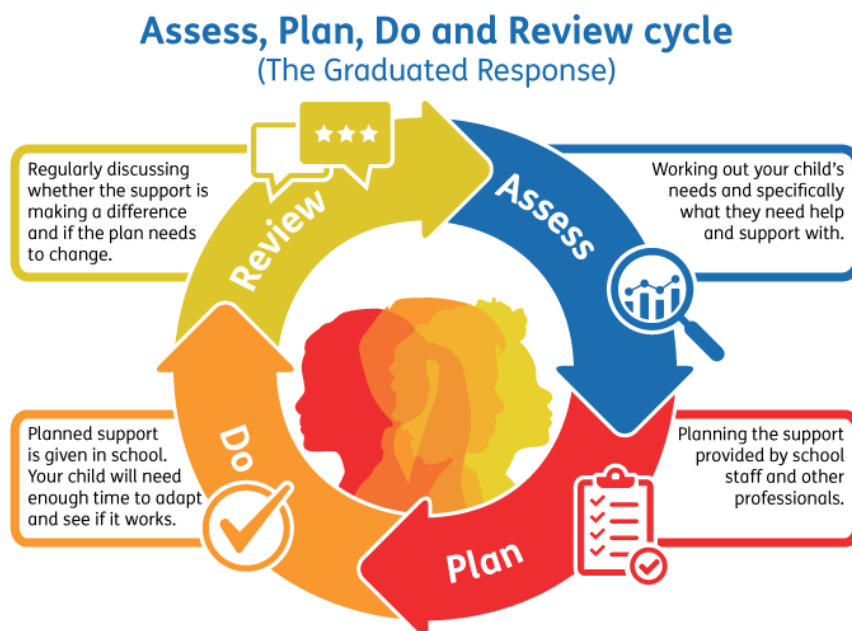 Assess, Plan, Do and Review cycle
(The Graduated Response)
Regularly discussing
whether the support is
making a difference
and if the plan needs
to change.
Review
Assess
Working out your child's
needs and specifically
what they need help
and support with.
Planned support
is given in school.
Your child will need
enough time to adapt
and see if it works.
Do
Plan
Planning the support
provided by school
staff and other
professionals.